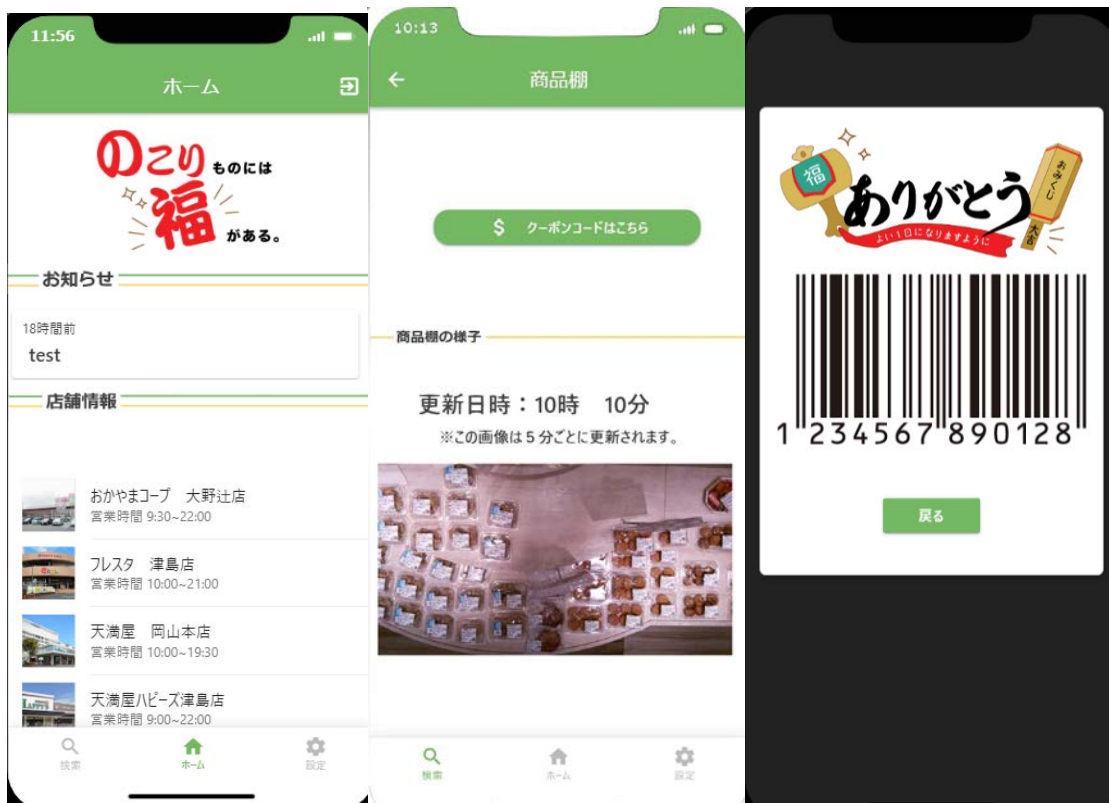 11:56
ホーム
のこりものには
福がある。
お知らせ
18時間前
test
店舗情報
おかやまコープ　大野辻店
営業時間 9:30~22:00
フレスタ　津島店
営業時間 10:00~21:00
天満屋　岡山本店
営業時間 10:00~19:30
天満屋ハピーズ津島店
営業時間 9:00~22:00
検索
ホーム
設定
10:13
商品棚
$ クーポンコードはこちら
商品棚の様子
更新日時：10時　10分
※この画像は５分ごとに更新されます。
検索
ホーム
設定
福
おみくじ
大吉
ありがとう
よい１日になりますように
1 234567 890128
戻る